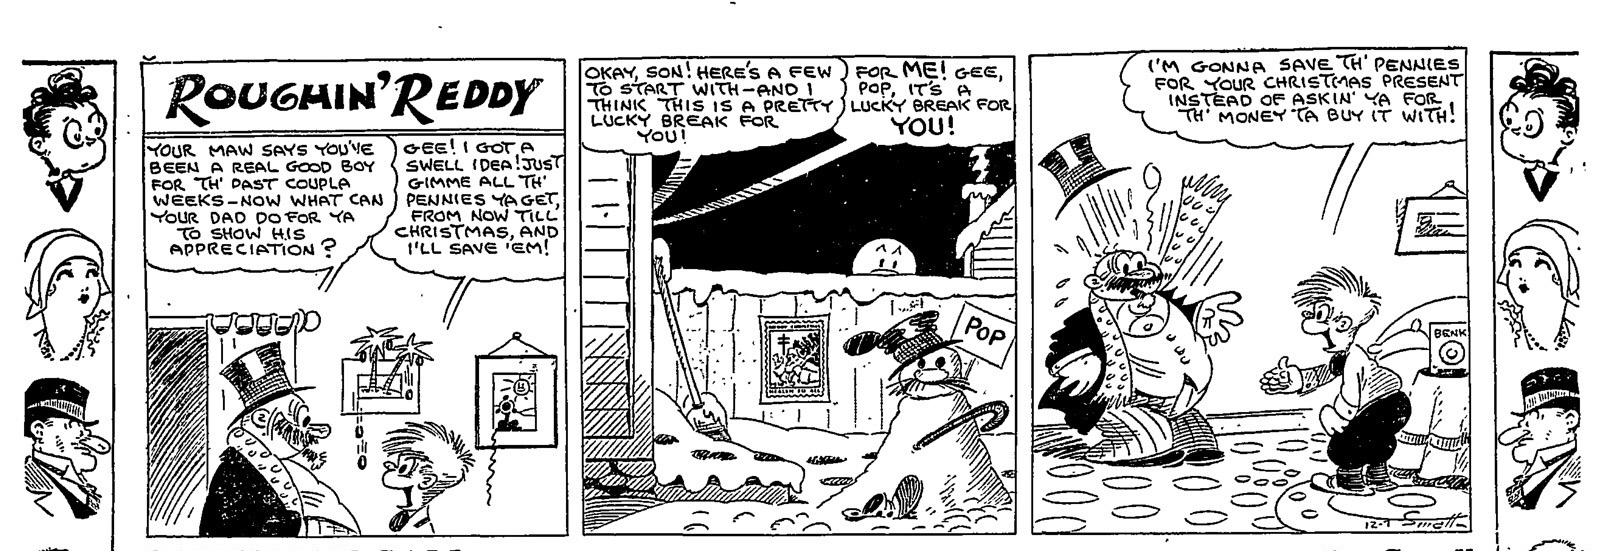 ROUGHIN' REDDY
YOUR MAW SAYS YOU'VE
BEEN A REAL GOOD BOY
FOR TH' PAST COUPLA
WEEKS—NOW WHAT CAN
YOUR DAD DO FOR YA
TO SHOW HIS
APPRECIATION?
GEE! I GOT A
SWELL IDEA! JUST
GIMME ALL TH'
PENNIES YA GET,
FROM NOW TILL
CHRISTMAS, AND
I'LL SAVE 'EM!
OKAY, SON! HERE'S A FEW
TO START WITH—AND I
THINK THIS IS A PRETTY
LUCKY BREAK FOR
YOU!
FOR ME! GEE,
POP, IT'S A
LUCKY BREAK FOR
YOU!
POP
I'M GONNA SAVE TH' PENNIES
FOR YOUR CHRISTMAS PRESENT
INSTEAD OF ASKIN' YA FOR
TH' MONEY TA BUY IT WITH!
BENK
12-7